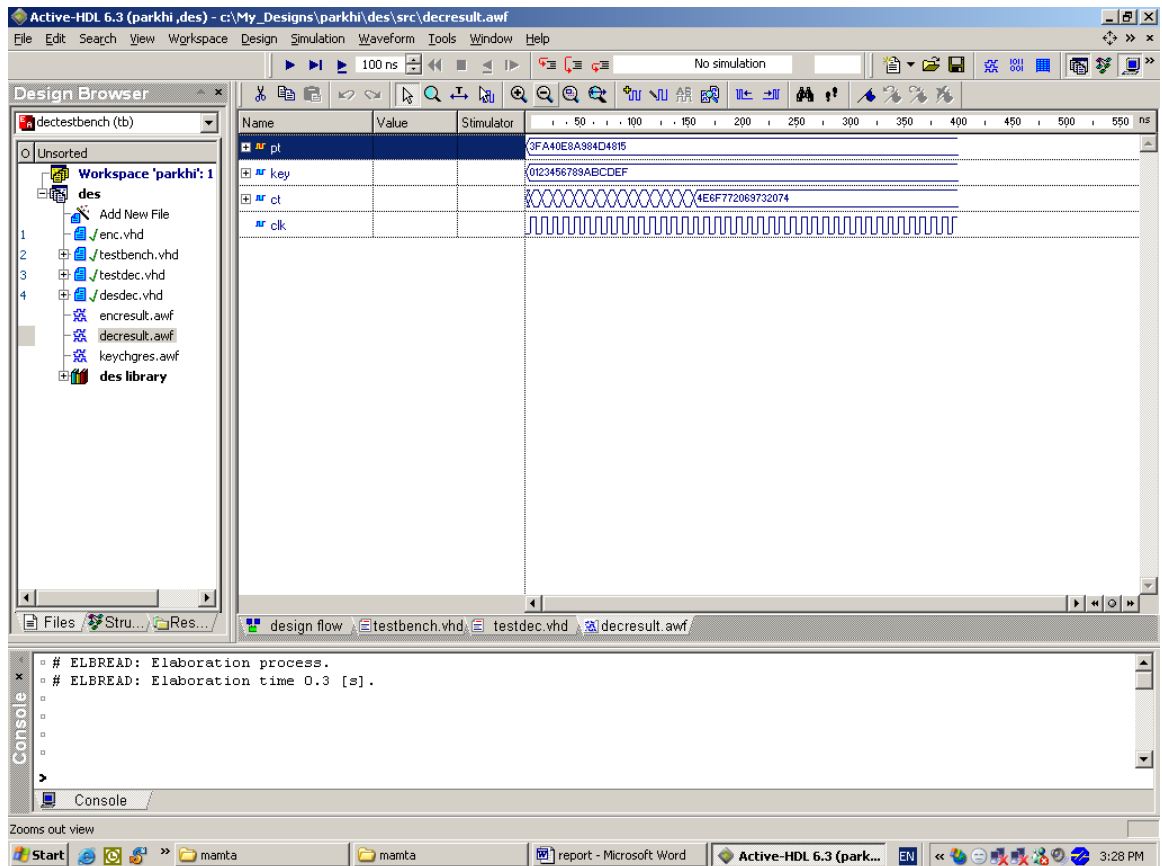 Active-HDL 6.3 (parkhi ,des) - c:\My_Designs\parkhi\des\src\decresult.awf
File Edit Search View Workspace Design Simulation Waveform Tools Window Help
100 ns No simulation
Design Browser
dectestbench (tb)
O Unsorted
Workspace 'parkhi': 1
des
Add New File
1 enc.vhd
2 testbench.vhd
3 testdec.vhd
4 desdec.vhd
encresult.awf
decresult.awf
keychgres.awf
des library
Files Stru... Res...
Name Value Stimulator 50 100 150 200 250 300 350 400 450 500 550 ns
pt 3FA40E8A984D4815
key 0123456789ABCDEF
ct 4E6F772069732074
clk
design flow testbench.vhd testdec.vhd decresult.awf
Console
# ELBREAD: Elaboration process.
# ELBREAD: Elaboration time 0.3 [s].
>
Console
Zooms out view
Start mamta mamta report - Microsoft Word Active-HDL 6.3 (park... EN 3:28 PM